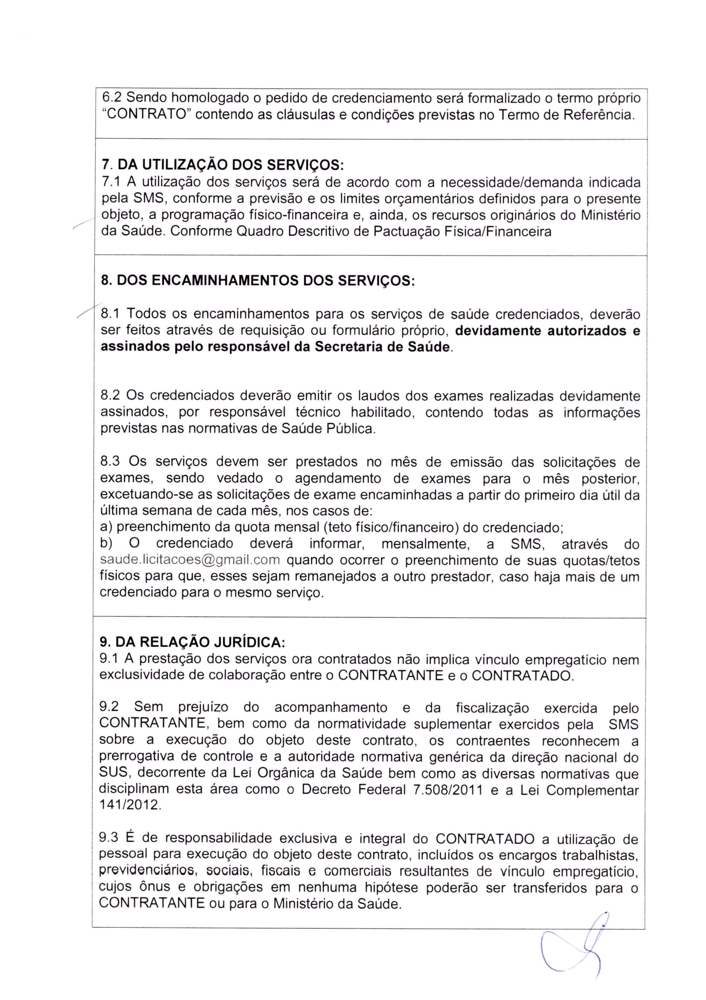 6.2 Sendo homologado o pedido de credenciamento será formalizado o termo próprio
“CONTRATO” contendo as cláusulas e condições previstas no Termo de Referência.
7. DA UTILIZAÇÃO DOS SERVIÇOS:
7.1 A utilização dos serviços será de acordo com a necessidade/demanda indicada
pela SMS, conforme a previsão e os limites orçamentários definidos para o presente
objeto, a programação físico-financeira e, ainda, os recursos originários do Ministério
da Saúde. Conforme Quadro Descritivo de Pactuação Física/Financeira
8. DOS ENCAMINHAMENTOS DOS SERVIÇOS:
8.1 Todos os encaminhamentos para os serviços de saúde credenciados, deverão
ser feitos através de requisição ou formulário próprio, devidamente autorizados e
assinados pelo responsável da Secretaria de Saúde.
8.2 Os credenciados deverão emitir os laudos dos exames realizadas devidamente
assinados, por responsável técnico habilitado, contendo todas as informações
previstas nas normativas de Saúde Pública.
8.3 Os serviços devem ser prestados no mês de emissão das solicitações de
exames, sendo vedado o agendamento de exames para o mês posterior,
excetuando-se as solicitações de exame encaminhadas a partir do primeiro dia útil da
última semana de cada mês, nos casos de:
a) preenchimento da quota mensal (teto físico/financeiro) do credenciado;
b) O credenciado deverá informar, mensalmente, a SMS, através do
saude.licitacoes@gmail.com quando ocorrer o preenchimento de suas quotas/tetos
físicos para que, esses sejam remanejados a outro prestador, caso haja mais de um
credenciado para o mesmo serviço.
9. DA RELAÇÃO JURÍDICA:
9.1 A prestação dos serviços ora contratados não implica vínculo empregatício nem
exclusividade de colaboração entre o CONTRATANTE e o CONTRATADO.
9.2 Sem prejuízo do acompanhamento e da fiscalização exercida pelo
CONTRATANTE, bem como da normatividade suplementar exercidos pela SMS
sobre a execução do objeto deste contrato, os contraentes reconhecem a
prerrogativa de controle e a autoridade normativa genérica da direção nacional do
SUS, decorrente da Lei Orgânica da Saúde bem como as diversas normativas que
disciplinam esta área como o Decreto Federal 7.508/2011 e a Lei Complementar
141/2012.
9.3 É de responsabilidade exclusiva e integral do CONTRATADO a utilização de
pessoal para execução do objeto deste contrato, incluídos os encargos trabalhistas,
previdenciários, sociais, fiscais e comerciais resultantes de vínculo empregatício,
cujos ônus e obrigações em nenhuma hipótese poderão ser transferidos para o
CONTRATANTE ou para o Ministério da Saúde.